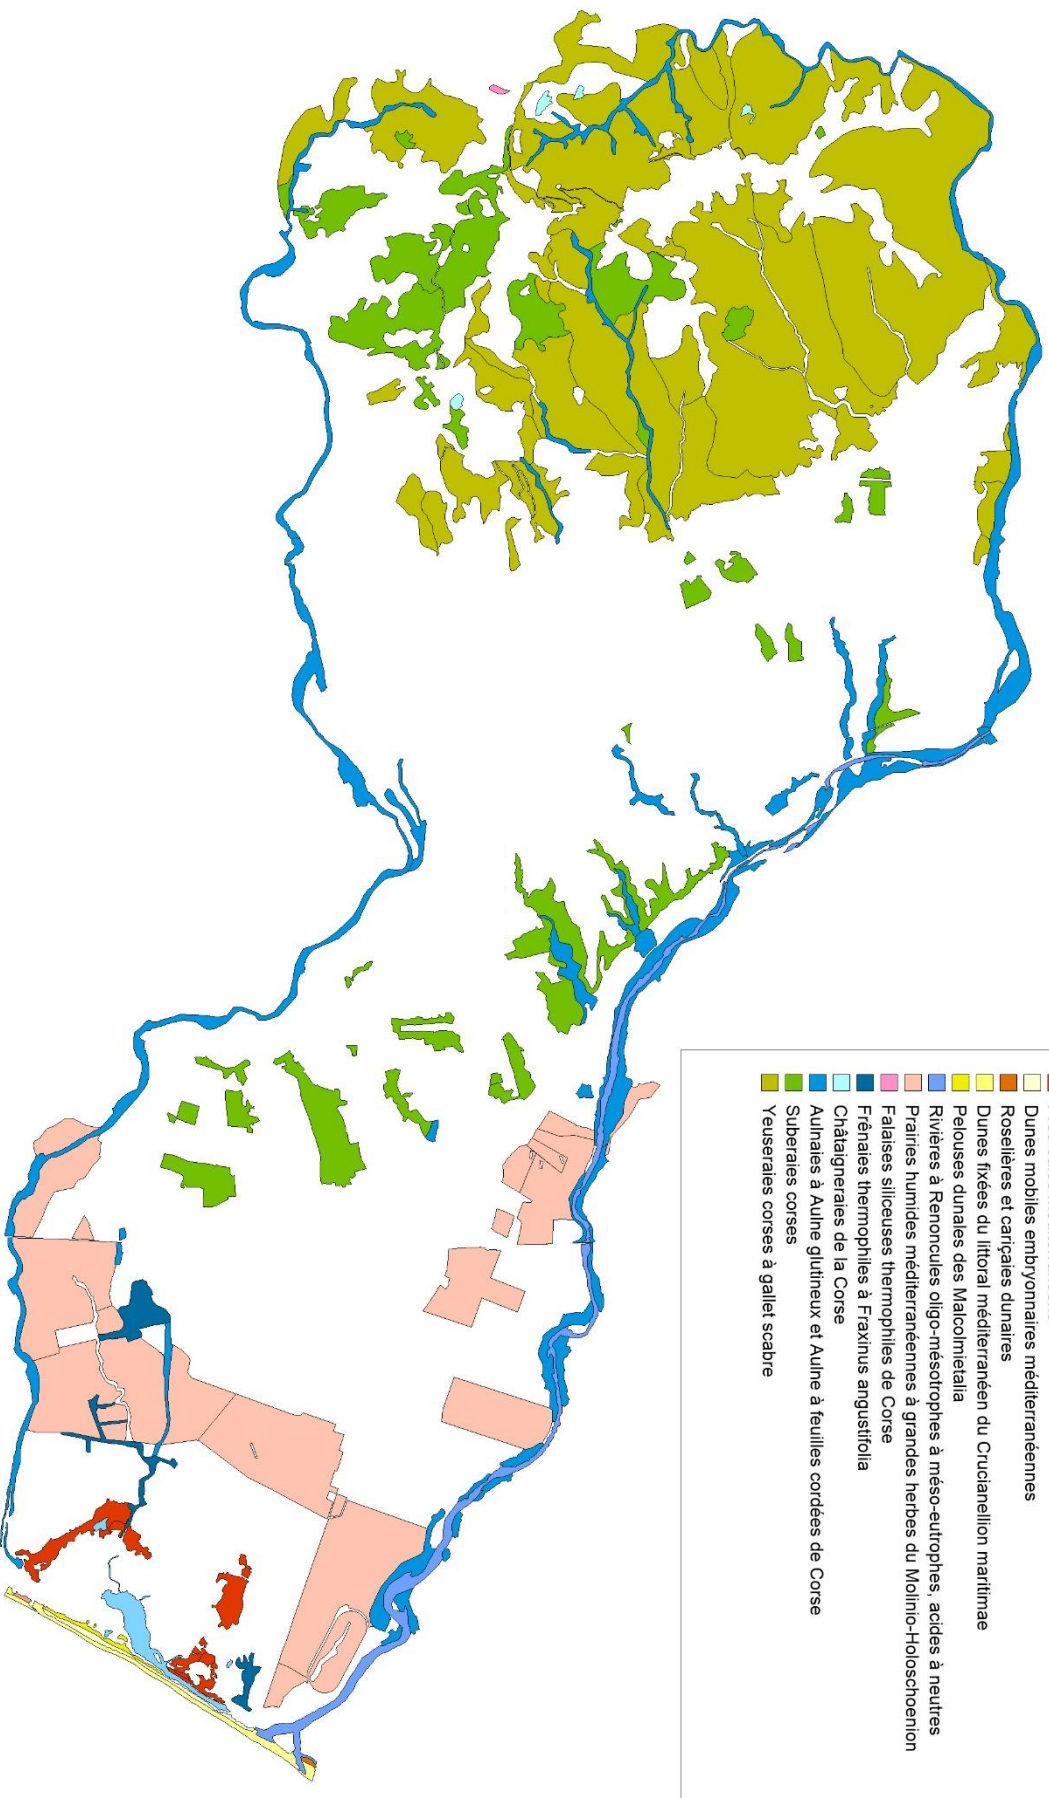 Dunes mobiles embryonnaires méditerranéennes
Roselières et cariçaies dunaires
Dunes fixées du littoral méditerranéen du Crucianellion maritimae
Pelouses dunales des Malcolmietalia
Rivières à Renoncules oligo-mésotrophes à méso-eutrophes, acides à neutres
Prairies humides méditerranéennes à grandes herbes du Molinio-Holoschoenion
Falaises siliceuses thermophiles de Corse
Frênaies thermophiles à Fraxinus angustifolia
Châtaigneraies de la Corse
Aulnaies à Aulne glutineux et Aulne à feuilles cordées de Corse
Suberaies corses
Yeuseraies corses à gallet scabre